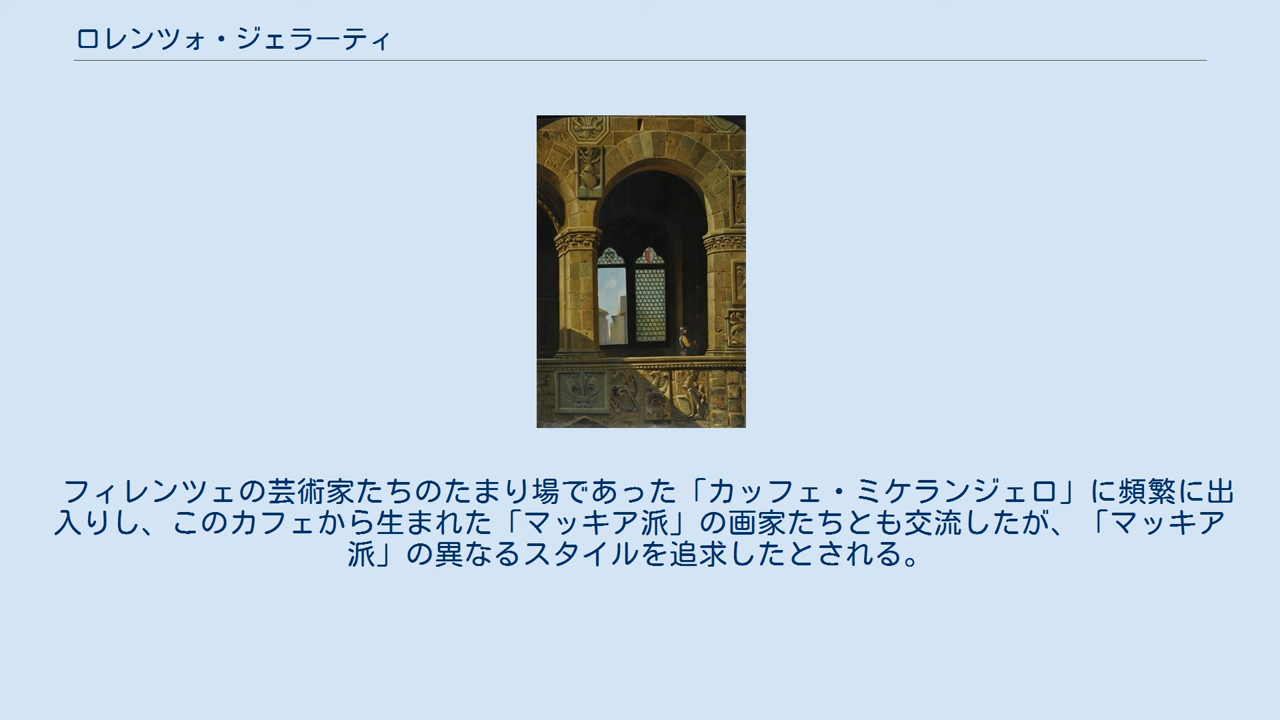 ロレンツォ・ジェラーティ
フィレンツェの芸術家たちのたまり場であった「カッフェ・ミケランジェロ」に頻繁に出
入りし、このカフェから生まれた「マッキア派」の画家たちとも交流したが、「マッキア
派」の異なるスタイルを追求したとされる。